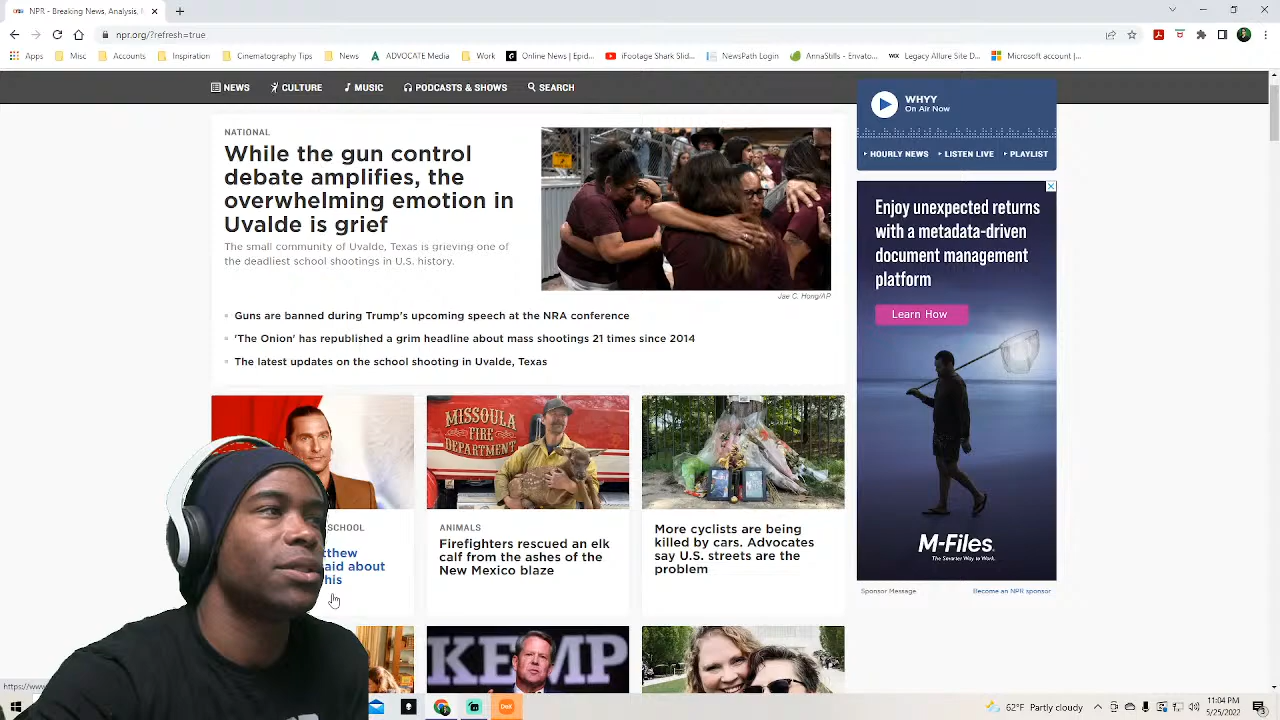 NPR - Breaking News, Analysis,
npr.org/?refresh=true
Apps Misc Accounts Inspiration Cinematography Tips News ADVOCATE Media Work Online News | Epid... iFootage Shark Slid... NewsPath Login AnnaStills - Envato... Legacy Allure Site D... Microsoft account |...
NEWS CULTURE MUSIC PODCASTS & SHOWS SEARCH
WHYY
On Air Now
HOURLY NEWS LISTEN LIVE PLAYLIST
NATIONAL
While the gun control
debate amplifies, the
overwhelming emotion in
Uvalde is grief
The small community of Uvalde, Texas is grieving one of
the deadliest school shootings in U.S. history.
Jae C. Hong/AP
Guns are banned during Trump's upcoming speech at the NRA conference
'The Onion' has republished a grim headline about mass shootings 21 times since 2014
The latest updates on the school shooting in Uvalde, Texas
Enjoy unexpected returns
with a metadata-driven
document management
platform
Learn How
M-Files.
The Smarter Way to Work.
Sponsor Message
Become an NPR sponsor
SCHOOL
tthew
aid about
his
MISSOULA
FIRE
DEPARTMENT
ANIMALS
Firefighters rescued an elk
calf from the ashes of the
New Mexico blaze
More cyclists are being
killed by cars. Advocates
say U.S. streets are the
problem
KEMP
https://ww
62°F Partly cloudy
11:04 PM